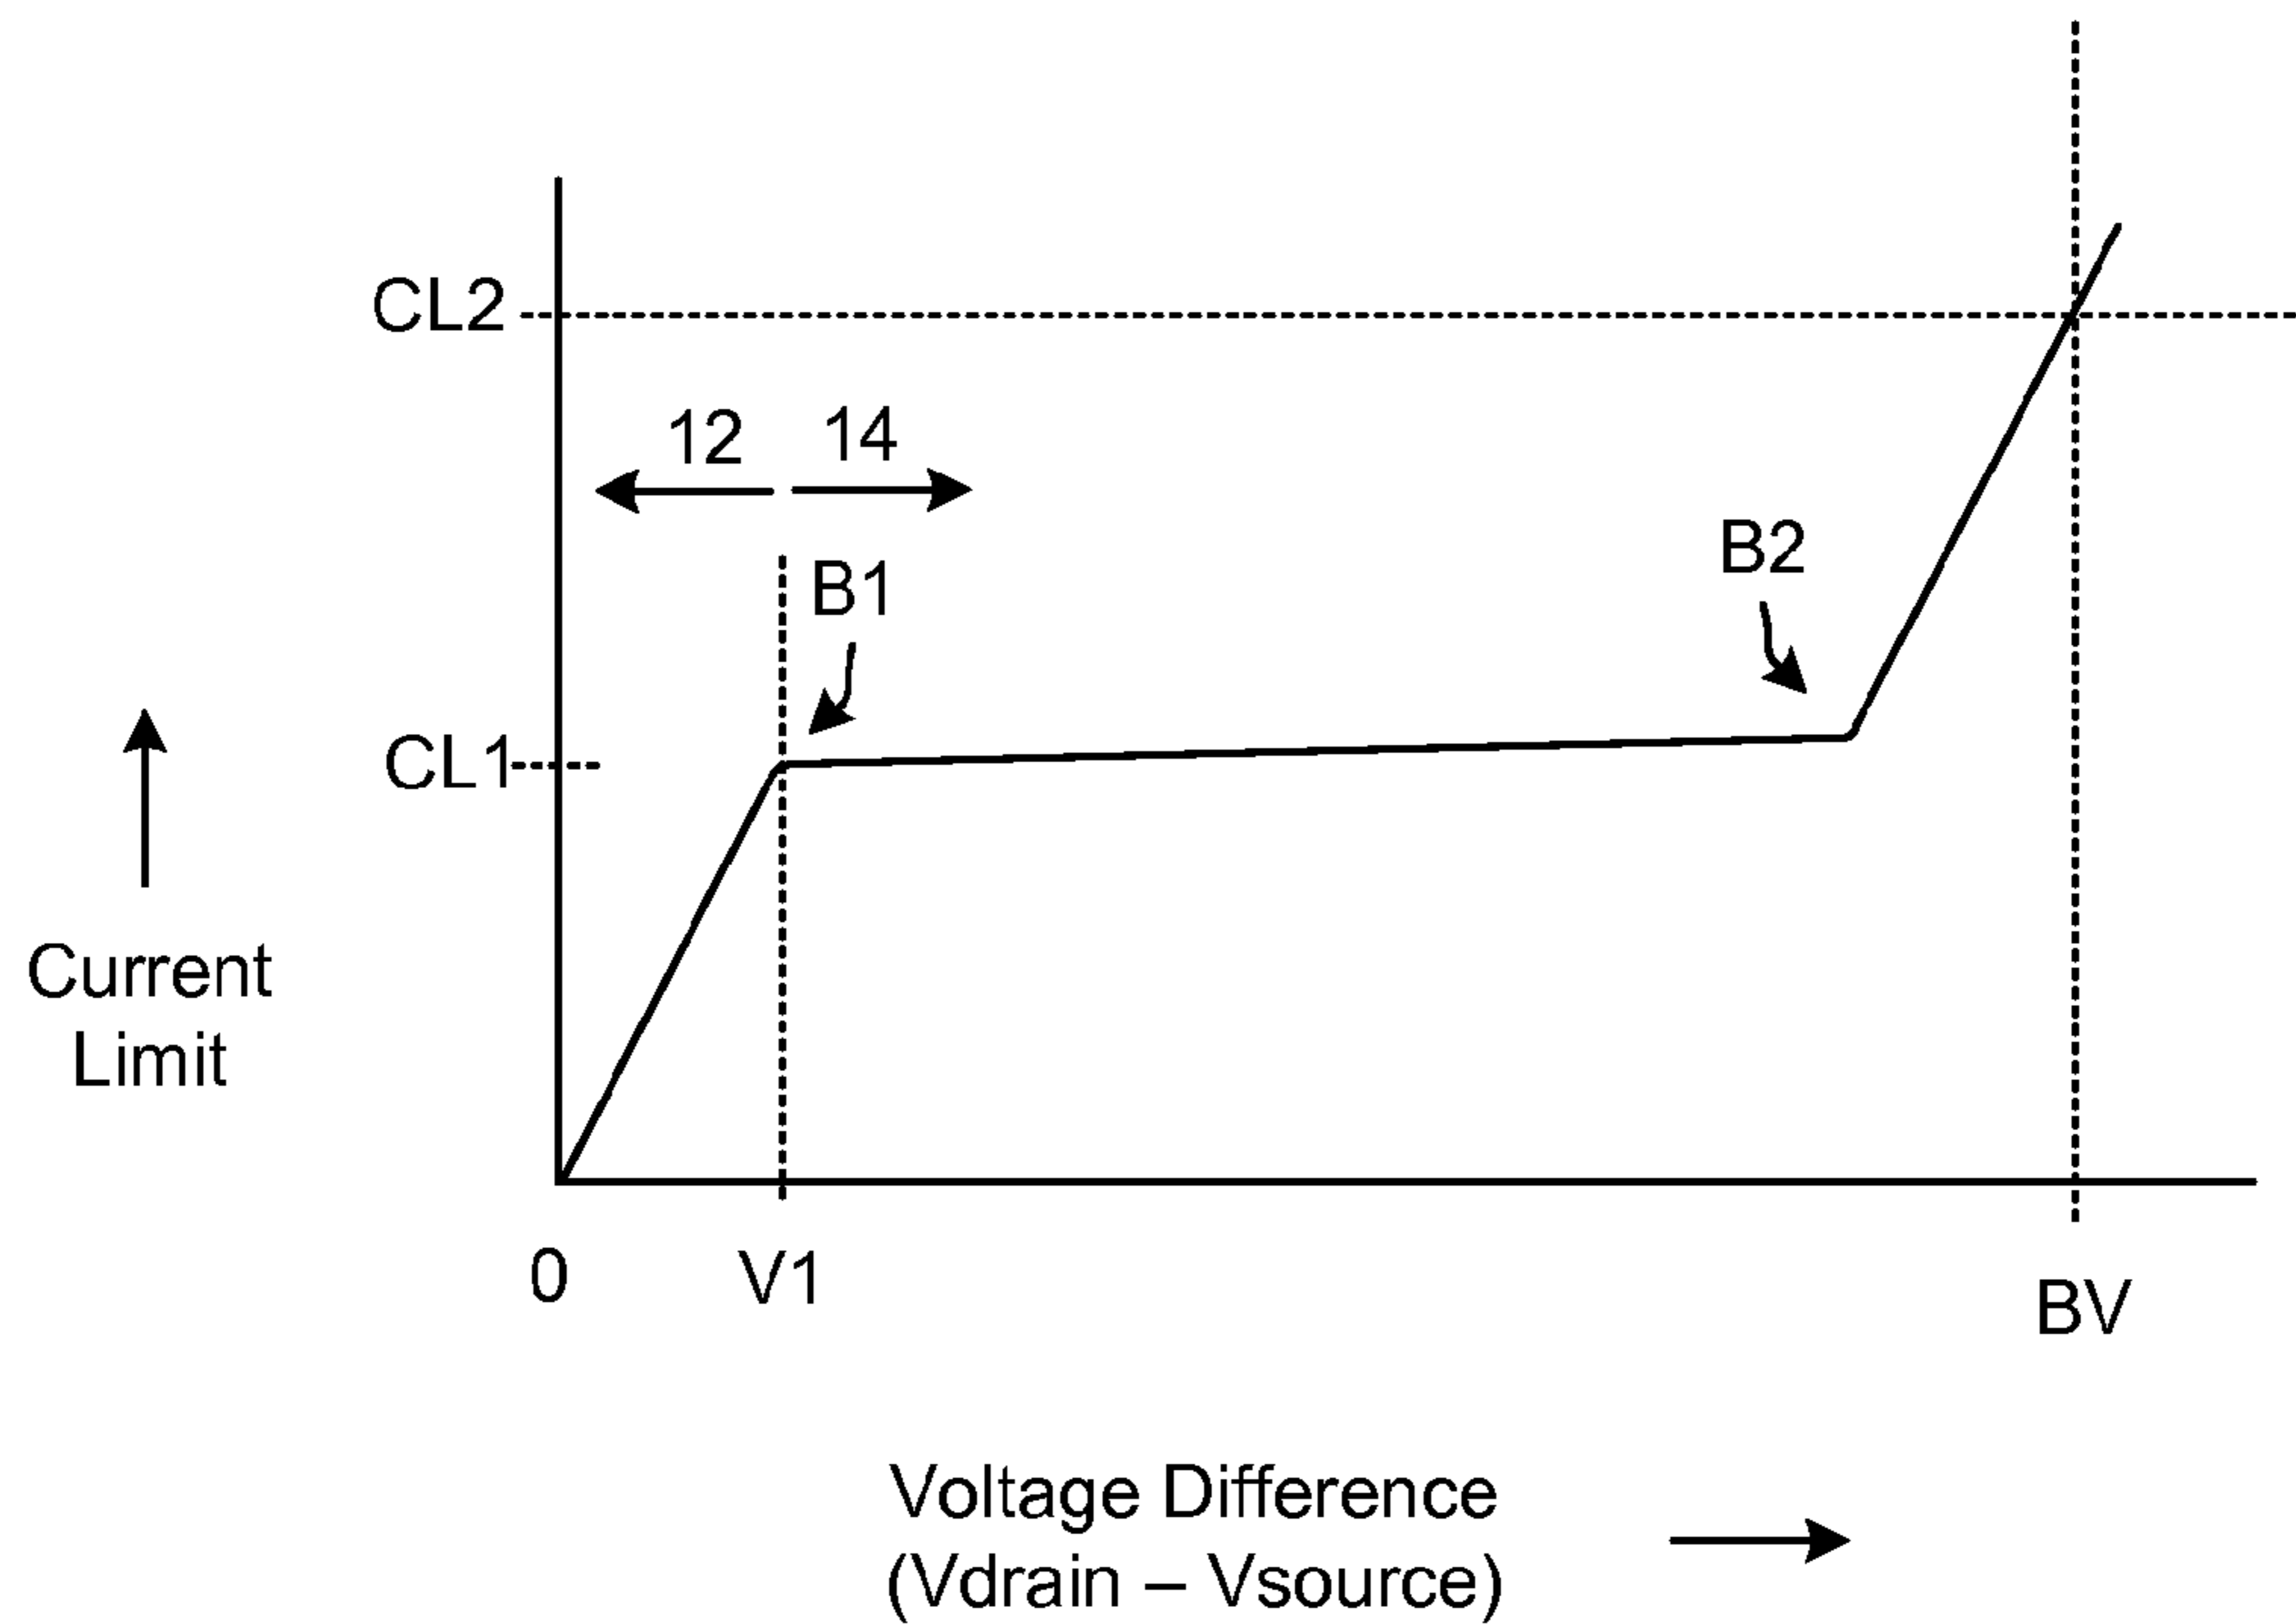 CL2
12
14
B1
B2
CL1
Current
Limit
0
V1
BV
Voltage Difference
(Vdrain – Vsource)